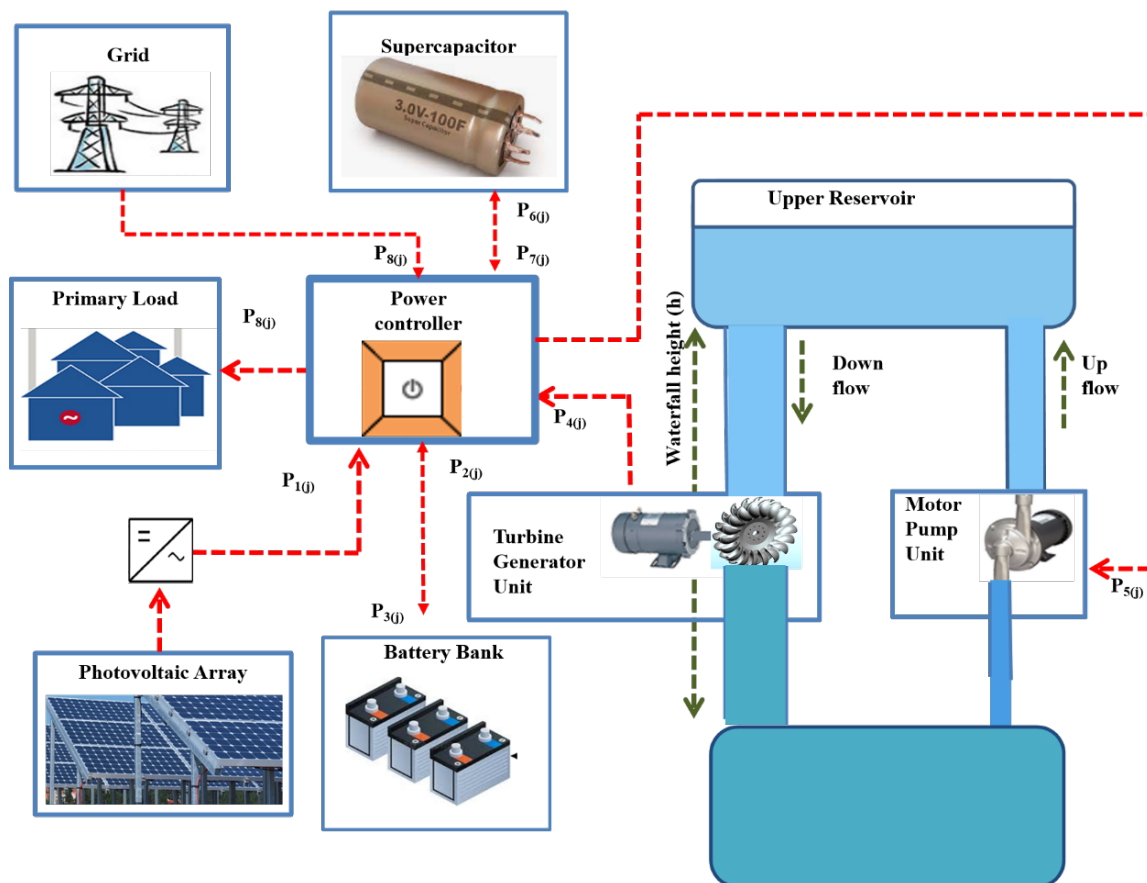 Grid
Supercapacitor
3.0V-100F
SuperCapacitor
P6(j)
P7(j)
P8(j)
Upper Reservoir
Primary Load
P8(j)
Power
controller
Waterfall height (h)
Down
flow
Up
flow
P4(j)
P1(j)
P2(j)
Turbine
Generator
Unit
Motor
Pump
Unit
P5(j)
P3(j)
Photovoltaic Array
Battery Bank